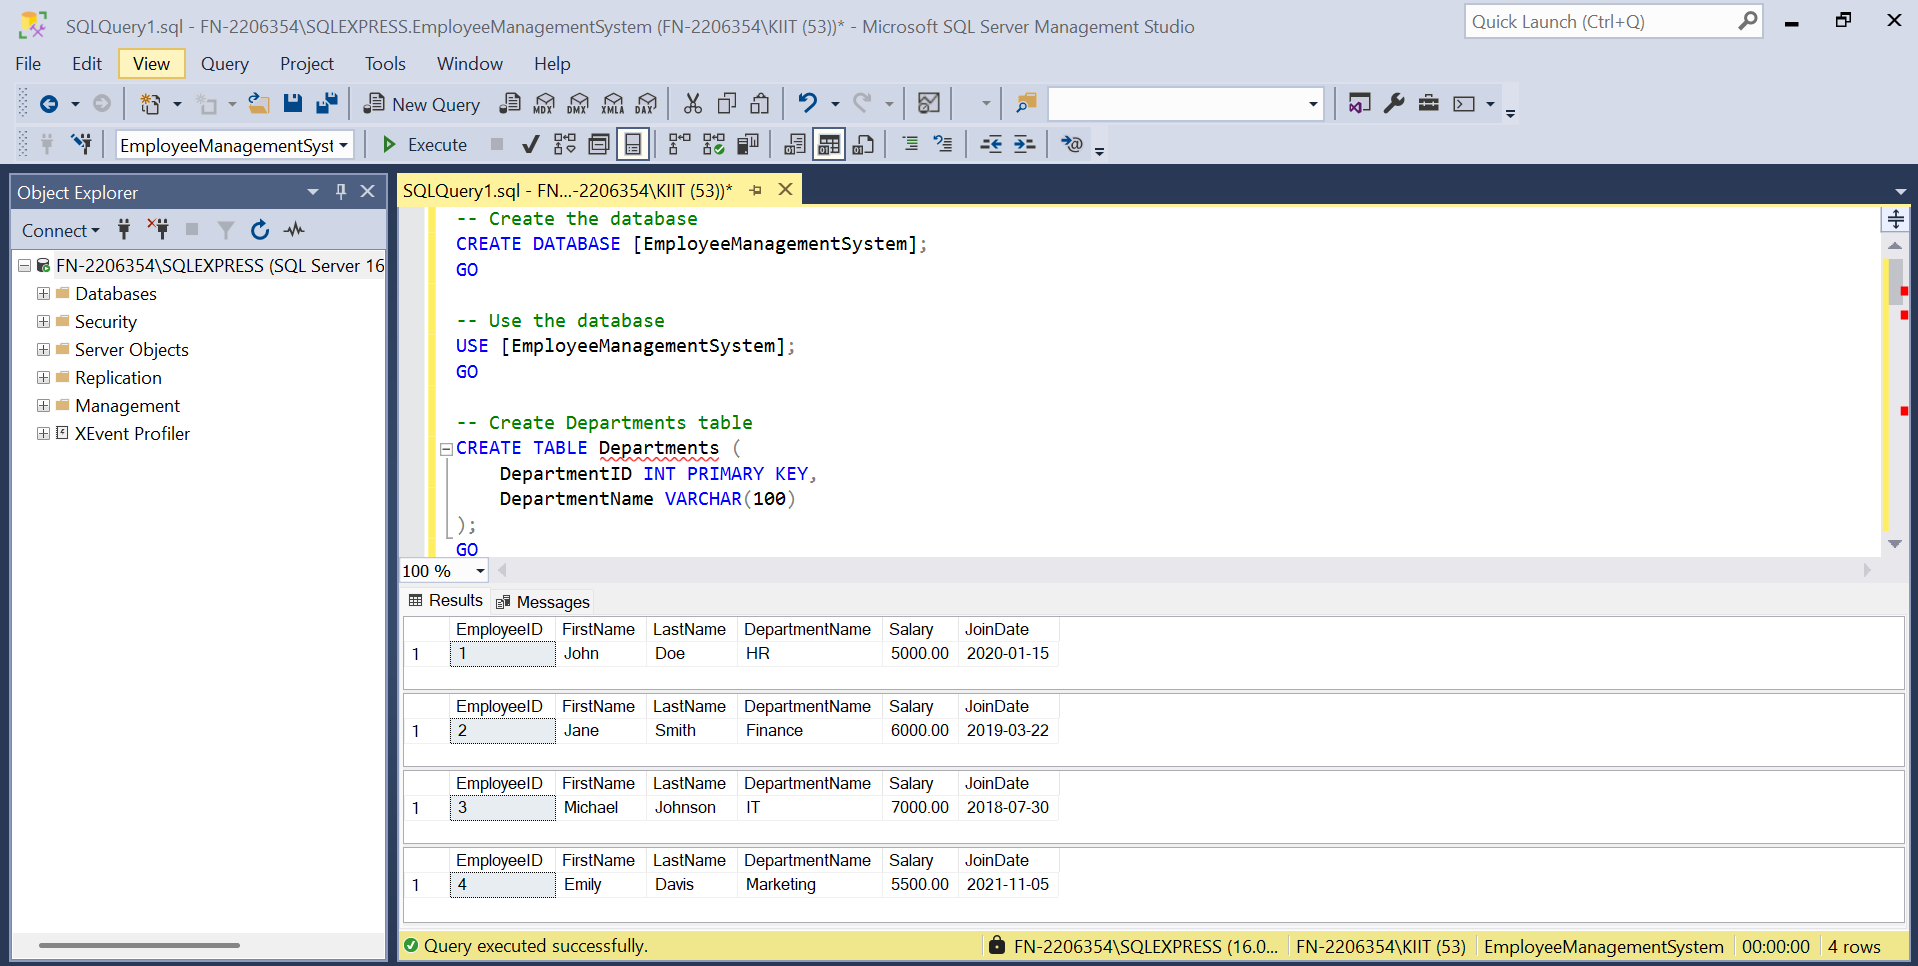 SQLQuery1.sql - FN-2206354\SQLEXPRESS.EmployeeManagementSystem (FN-2206354\KIIT (53))* - Microsoft SQL Server Management Studio
Quick Launch (Ctrl+Q)
File Edit View Query Project Tools Window Help
New Query MDX DMX XMLA DAX
EmployeeManagementSyst Execute
Object Explorer
Connect
FN-2206354\SQLEXPRESS (SQL Server 16
Databases
Security
Server Objects
Replication
Management
XEvent Profiler
SQLQuery1.sql - FN...-2206354\KIIT (53))*
-- Create the database
CREATE DATABASE [EmployeeManagementSystem];
GO
-- Use the database
USE [EmployeeManagementSystem];
GO
-- Create Departments table
CREATE TABLE Departments (
DepartmentID INT PRIMARY KEY,
DepartmentName VARCHAR(100)
);
GO
100 %
Results Messages
EmployeeID FirstName LastName DepartmentName Salary JoinDate
1 1 John Doe HR 5000.00 2020-01-15
EmployeeID FirstName LastName DepartmentName Salary JoinDate
1 2 Jane Smith Finance 6000.00 2019-03-22
EmployeeID FirstName LastName DepartmentName Salary JoinDate
1 3 Michael Johnson IT 7000.00 2018-07-30
EmployeeID FirstName LastName DepartmentName Salary JoinDate
1 4 Emily Davis Marketing 5500.00 2021-11-05
Query executed successfully. FN-2206354\SQLEXPRESS (16.0... FN-2206354\KIIT (53) EmployeeManagementSystem 00:00:00 4 rows